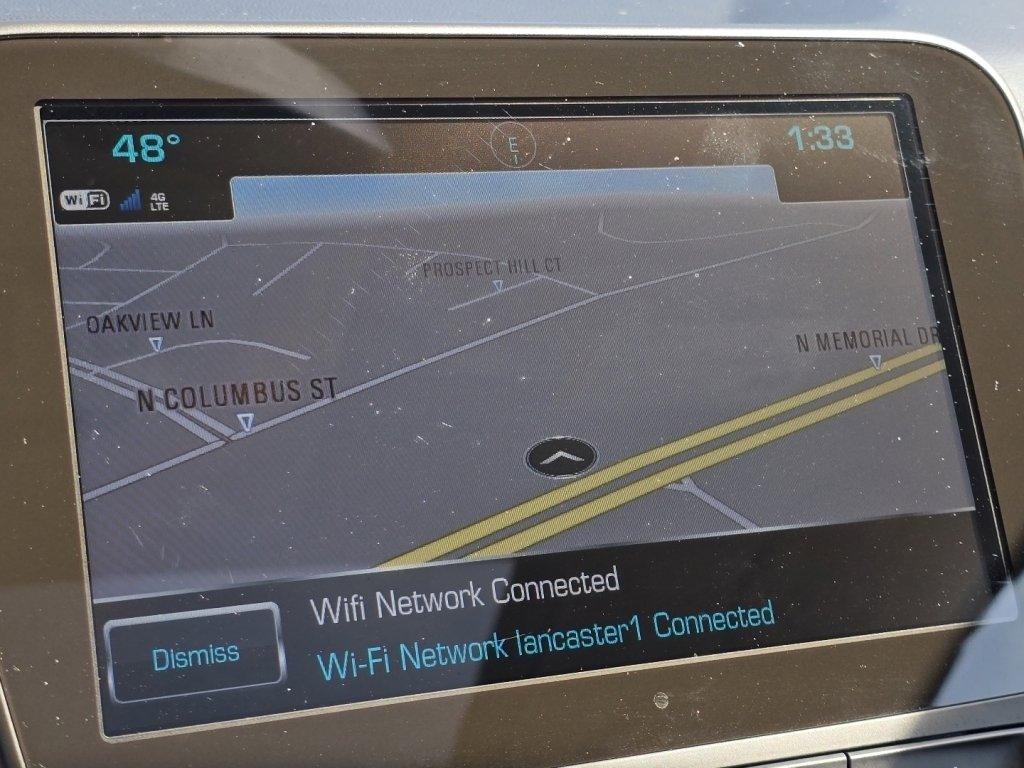 48°
E
1:33
WiFi
4G
LTE
PROSPECT HILL CT
OAKVIEW LN
N MEMORIAL DR
N COLUMBUS ST
Wifi Network Connected
Dismiss
Wi-Fi Network lancaster1 Connected